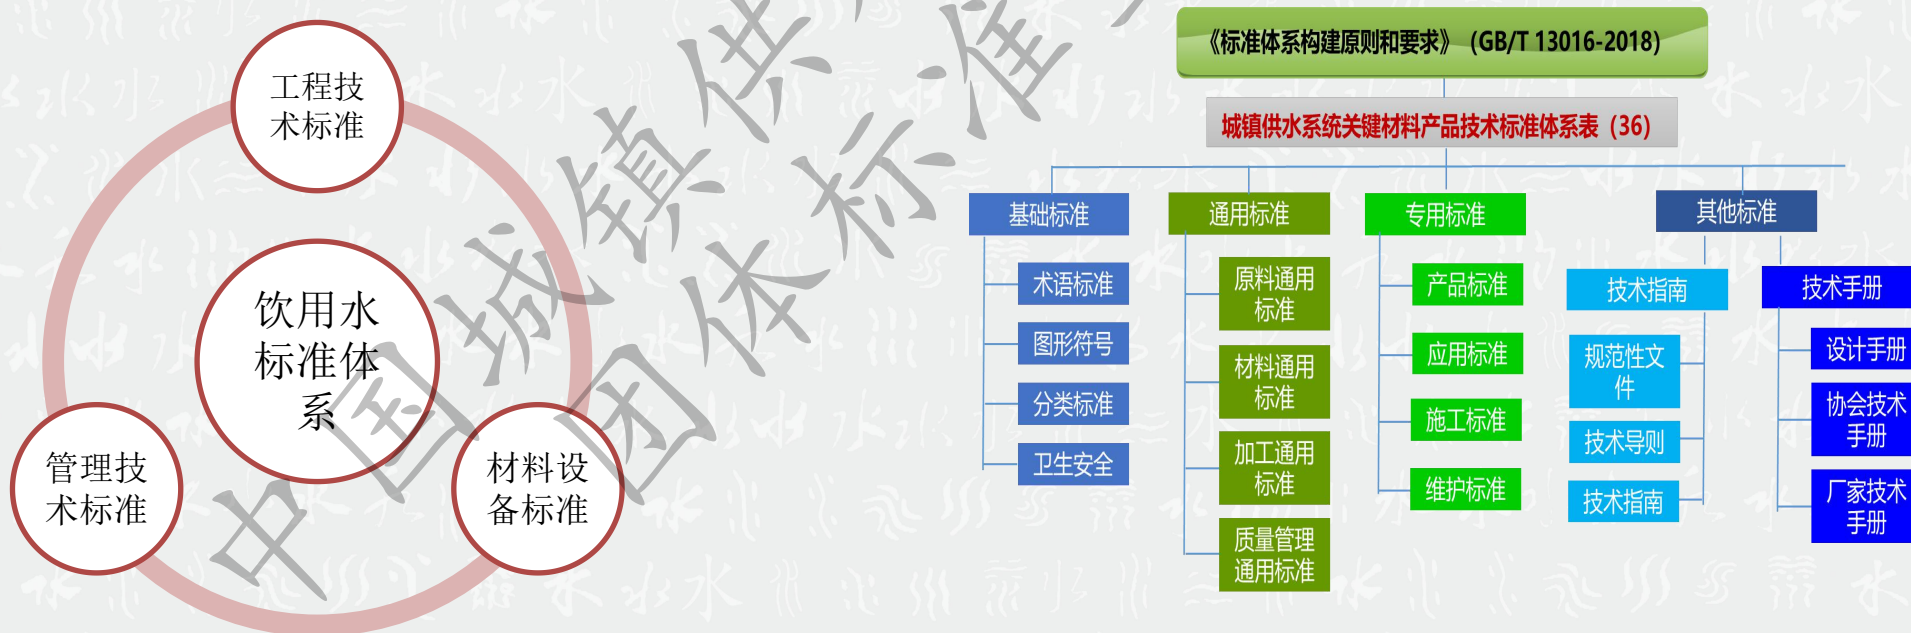 工程技
术标准
饮用水
标准体
系
管理技
术标准
材料设
备标准
《标准体系构建原则和要求》（GB/T 13016-2018）
城镇供水系统关键材料产品技术标准体系表（36）
基础标准
术语标准
图形符号
分类标准
卫生安全
通用标准
原料通用
标准
材料通用
标准
加工通用
标准
质量管理
通用标准
专用标准
产品标准
应用标准
施工标准
维护标准
其他标准
技术指南
规范性文
件
技术导则
技术指南
技术手册
设计手册
协会技术
手册
厂家技术
手册
中国城镇供
团体标准